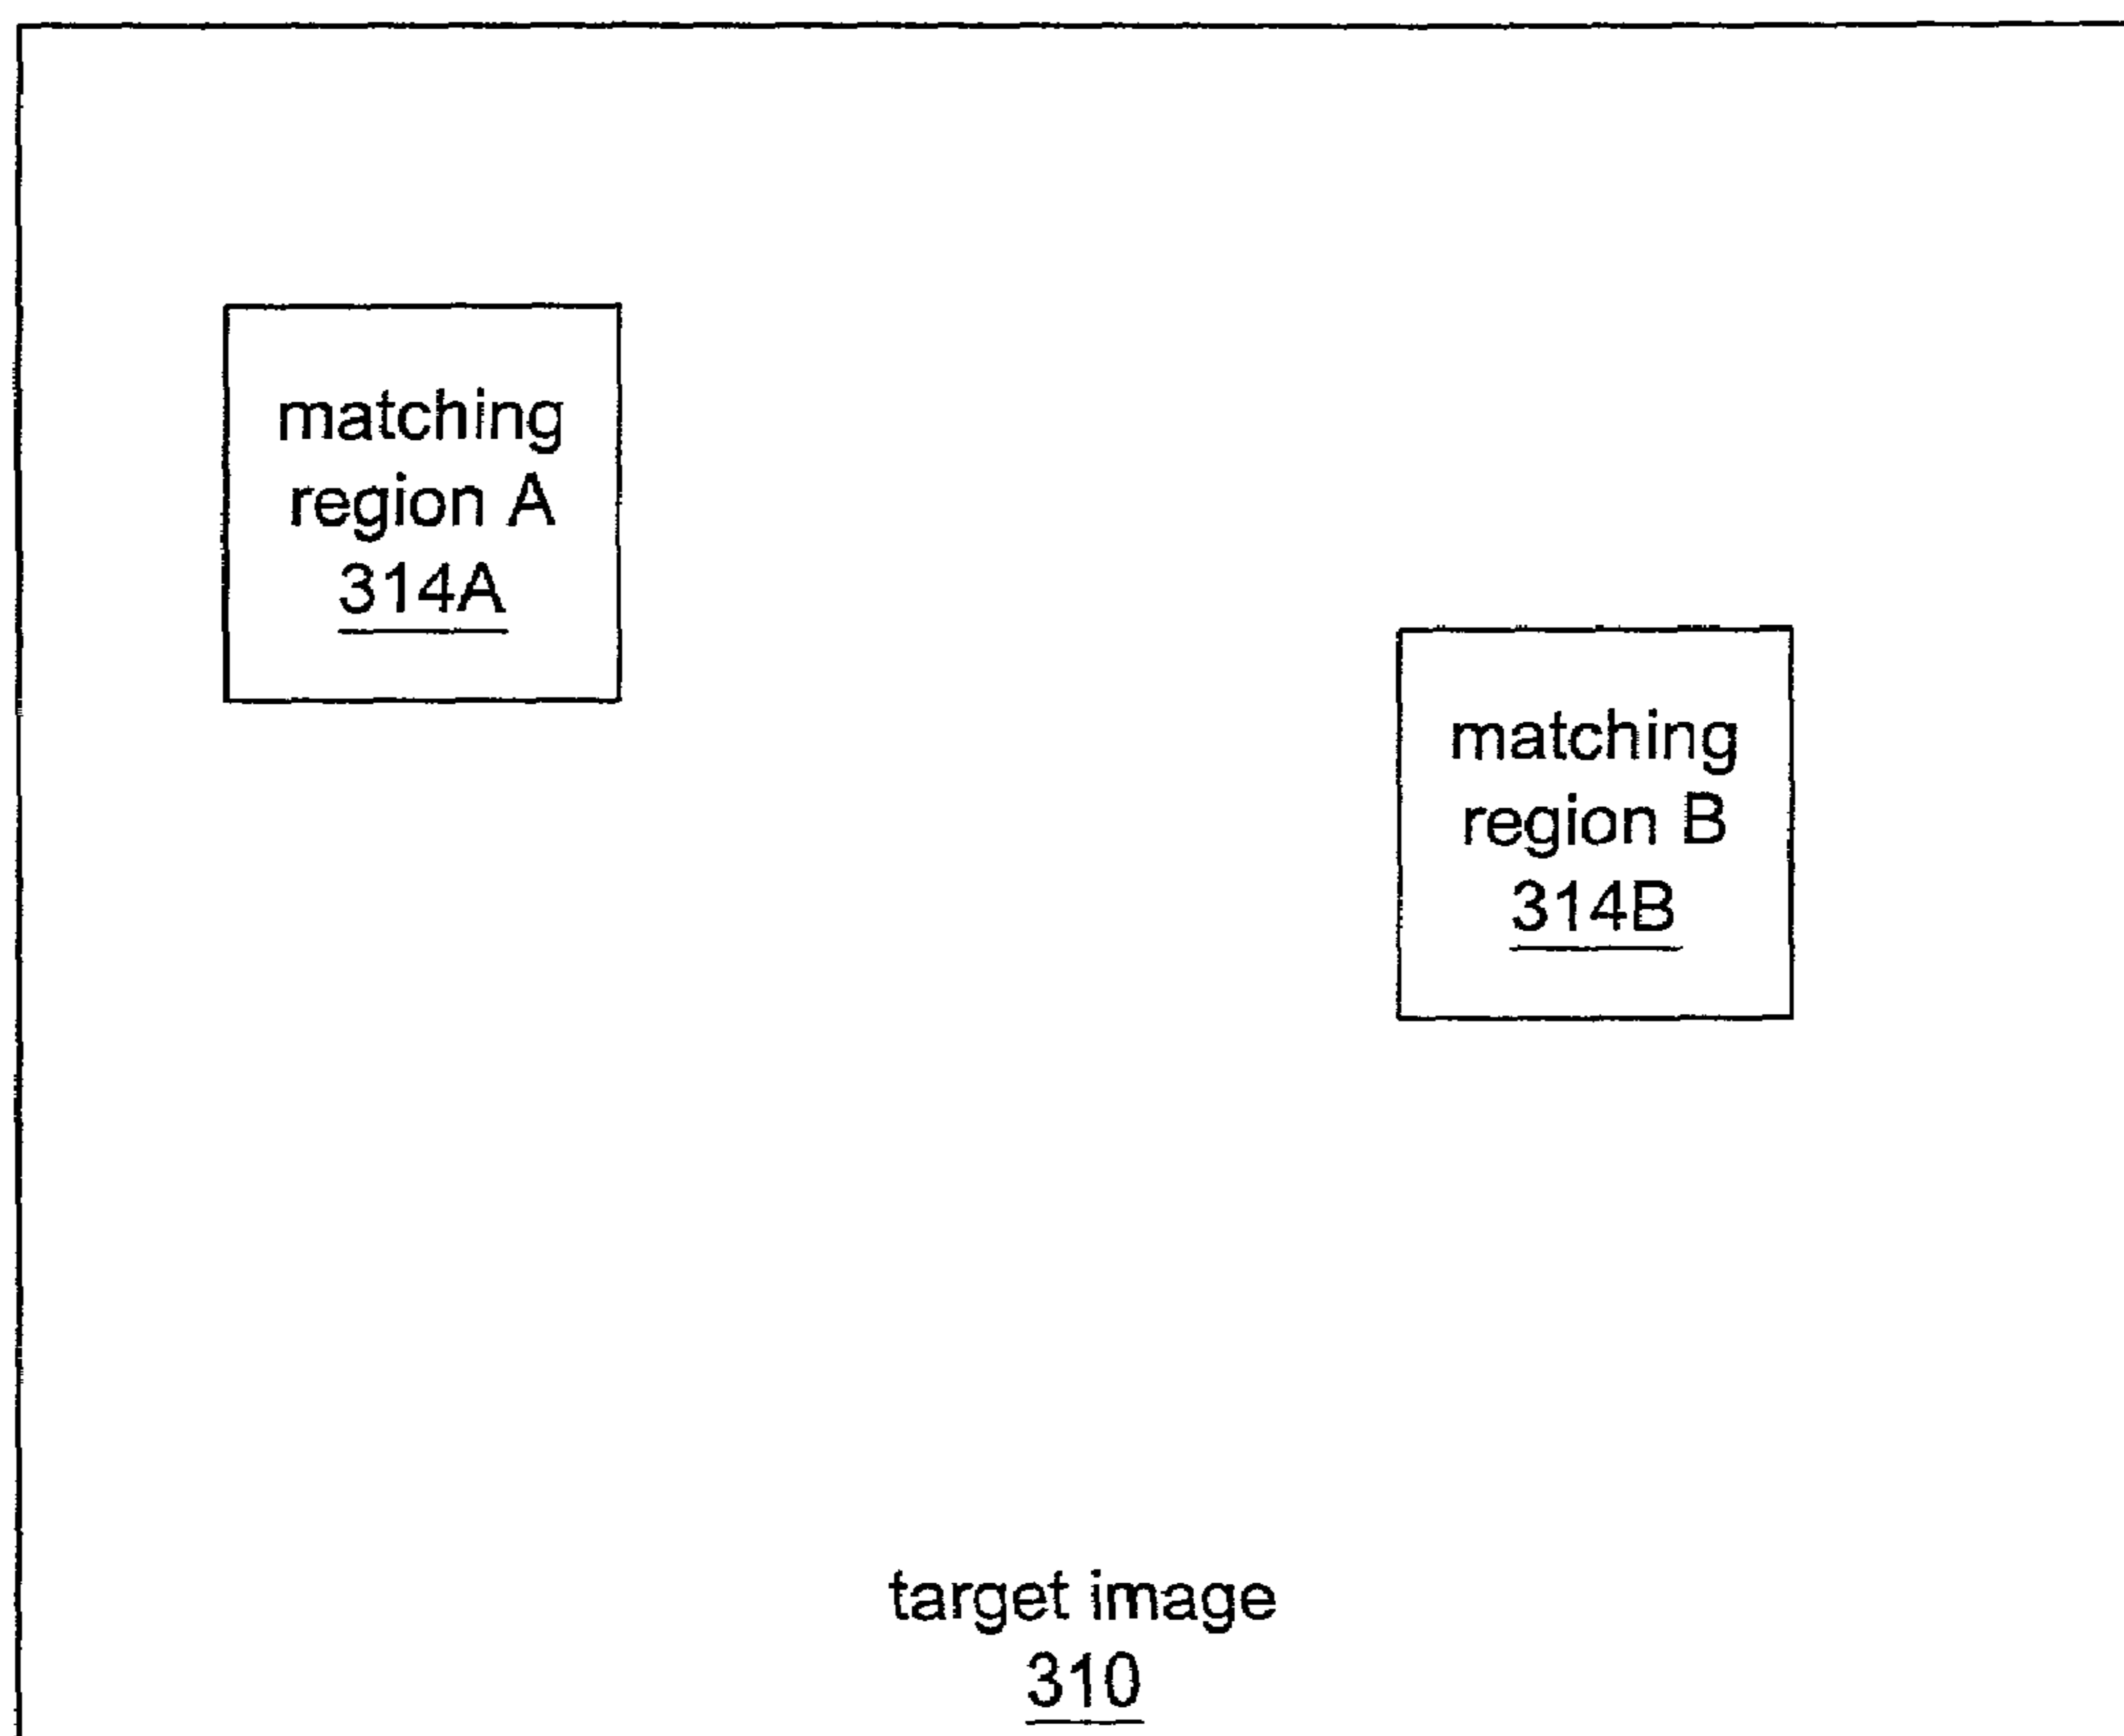 matching
region A
314A
matching
region B
314B
target image
310